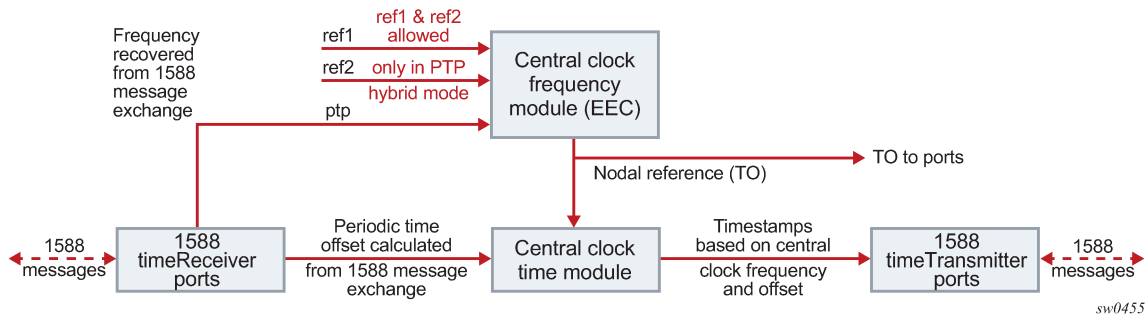 Frequency
recovered
from 1588
message
exchange
ref1
ref1 & ref2
allowed
ref2
only in PTP
hybrid mode
ptp
Central clock
frequency
module (EEC)
Nodal reference (TO)
TO to ports
1588
messages
1588
timeReceiver
ports
Periodic time
offset calculated
from 1588 message
exchange
Central clock
time module
Timestamps
based on central
clock frequency
and offset
1588
timeTransmitter
ports
1588
messages
sw0455